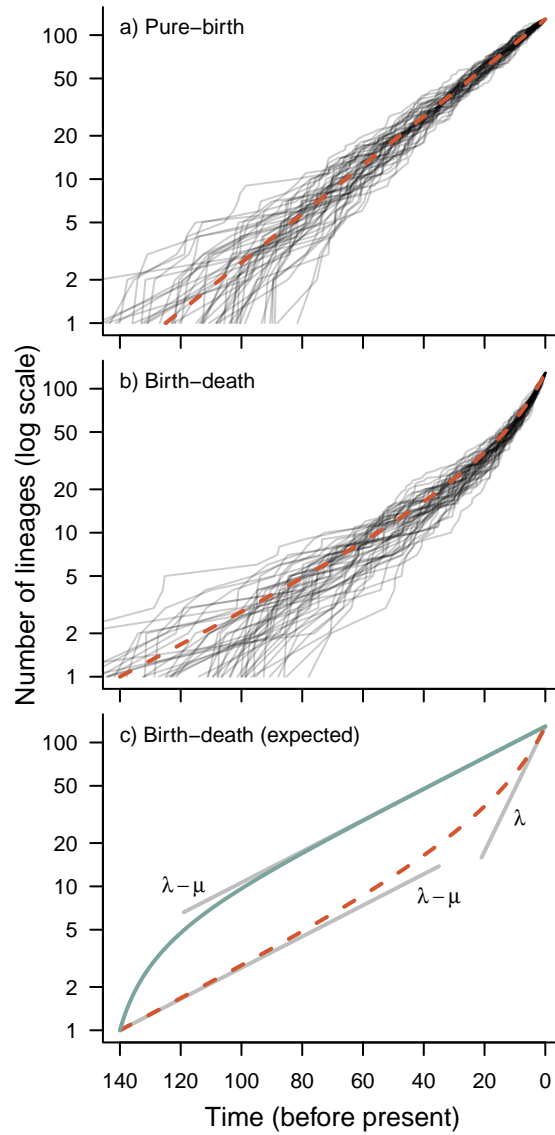 a) Pure−birth
100
50
20
10
5
2
1
b) Birth−death
100
50
20
10
5
2
1
Number of lineages (log scale)
c) Birth−death (expected)
100
50
20
10
5
2
1
λ
λ − μ
λ − μ
140 120 100 80 60 40 20 0
Time (before present)